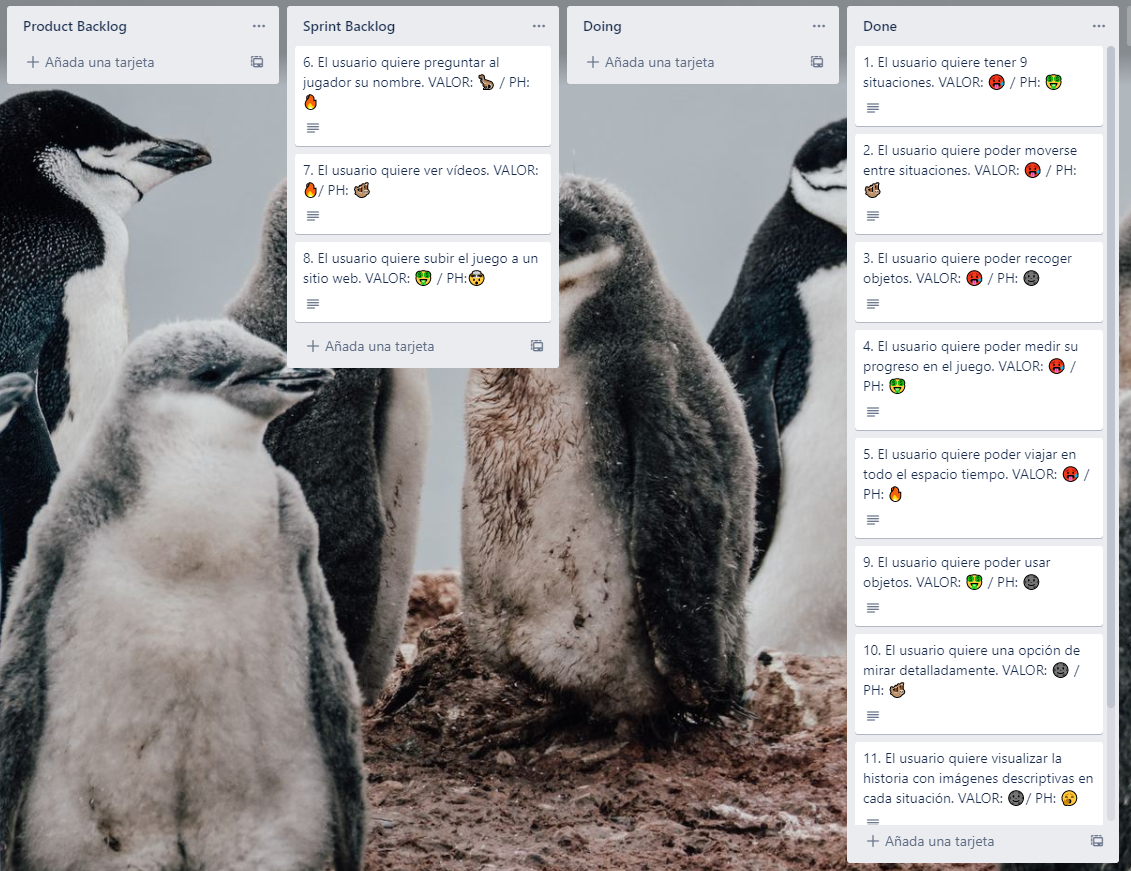 Product Backlog
Añada una tarjeta
Sprint Backlog
6. El usuario quiere preguntar al
jugador su nombre. VALOR: 🦕 / PH:
🔥
7. El usuario quiere ver vídeos. VALOR:
🔥/ PH: 🦥
8. El usuario quiere subir el juego a un
sitio web. VALOR: 🤑 / PH:🤯
Añada una tarjeta
Doing
Añada una tarjeta
Done
1. El usuario quiere tener 9
situaciones. VALOR: 🥵 / PH: 🤑
2. El usuario quiere poder moverse
entre situaciones. VALOR: 🥵 / PH:
🦥
3. El usuario quiere poder recoger
objetos. VALOR: 🥵 / PH: 🌚
4. El usuario quiere poder medir su
progreso en el juego. VALOR: 🥵 /
PH: 🤑
5. El usuario quiere poder viajar en
todo el espacio tiempo. VALOR: 🥵 /
PH: 🔥
9. El usuario quiere poder usar
objetos. VALOR: 🤑 / PH: 🌚
10. El usuario quiere una opción de
mirar detalladamente. VALOR: 🌚 /
PH: 🦥
11. El usuario quiere visualizar la
historia con imágenes descriptivas en
cada situación. VALOR: 🌚/ PH: 🥱
Añada una tarjeta